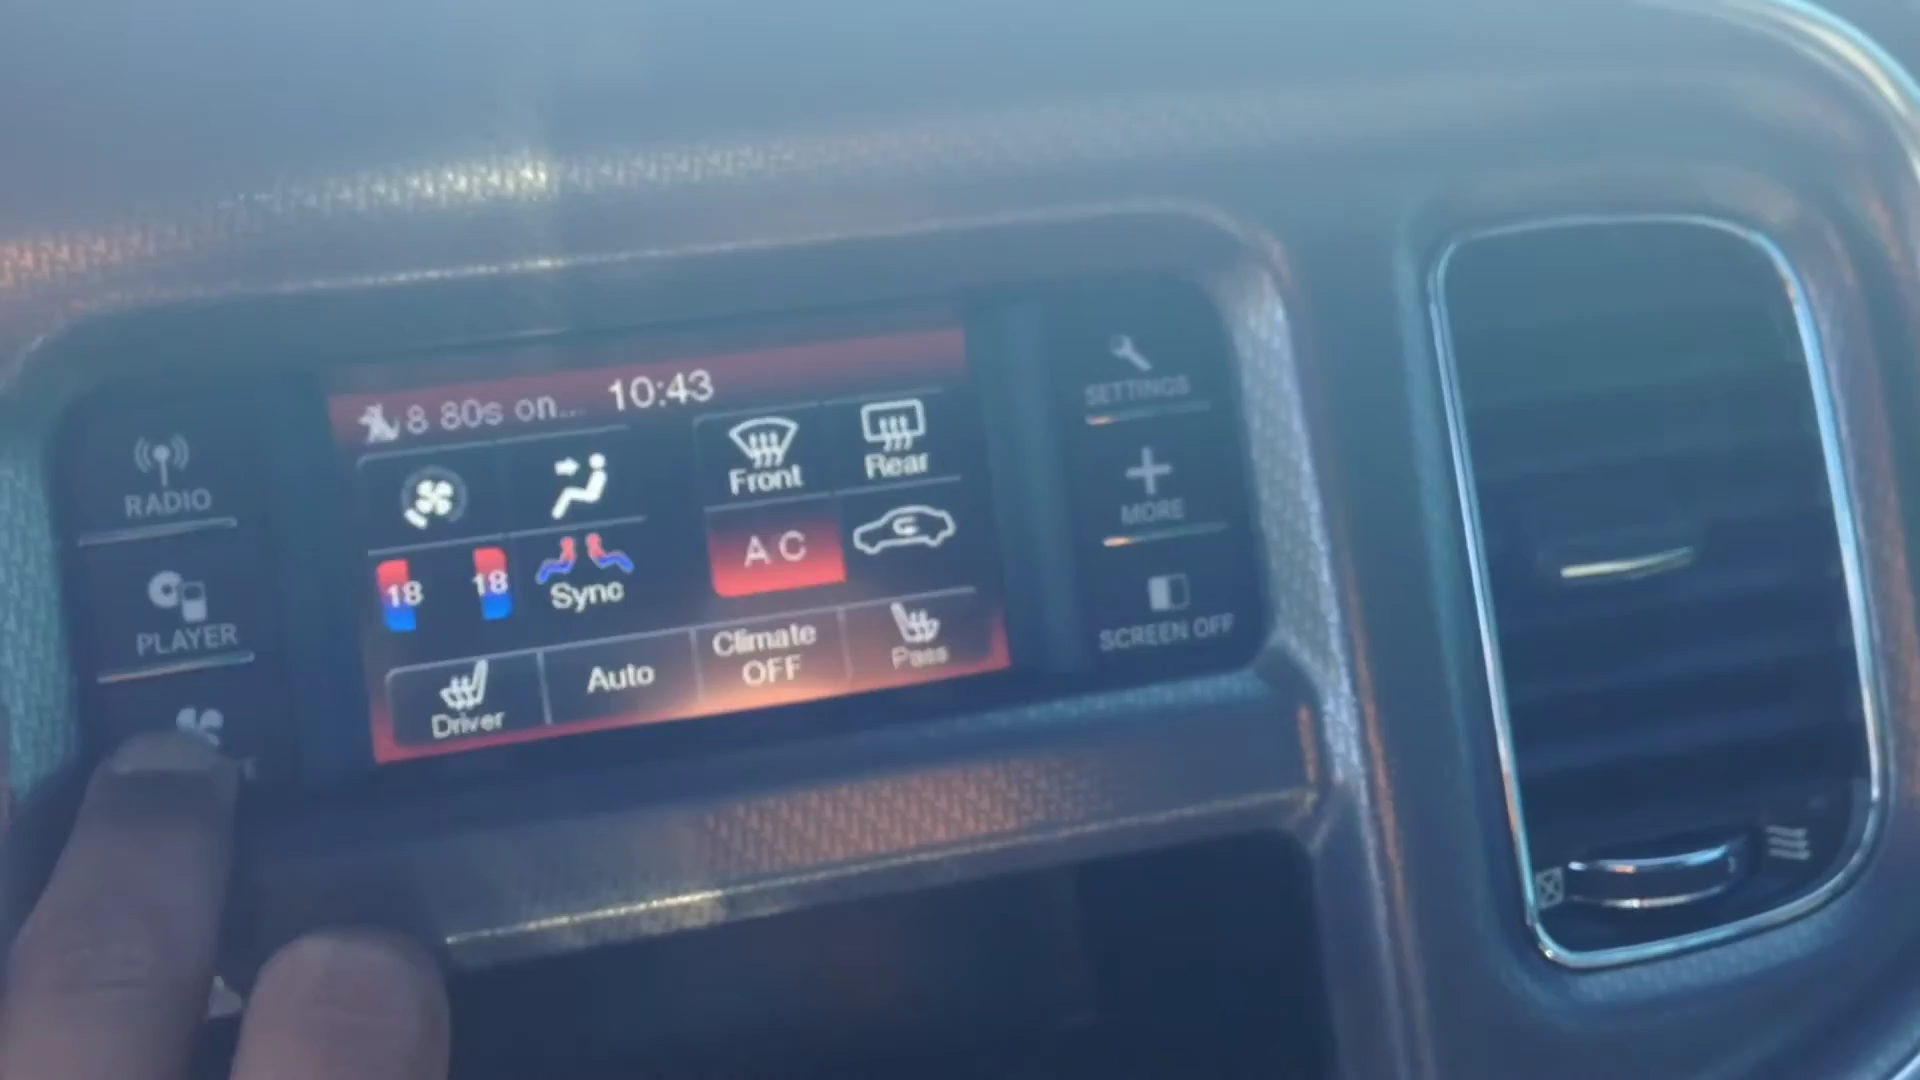 8 80s on... 10:43
Front
Rear
18 18
Sync
A C
Driver
Auto
Climate
OFF
Pass
RADIO
PLAYER
SETTINGS
MORE
SCREEN OFF